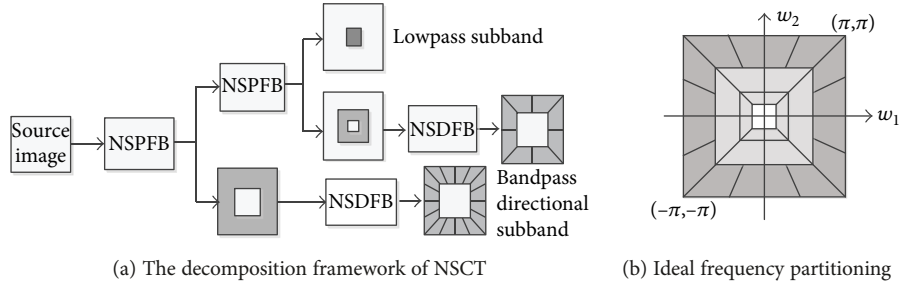 Source
image
NSPFB
NSPFB
NSDFB
NSDFB
Lowpass subband
Bandpass
directional
subband
(a) The decomposition framework of NSCT
w₂
(π,π)
w₁
(−π,−π)
(b) Ideal frequency partitioning